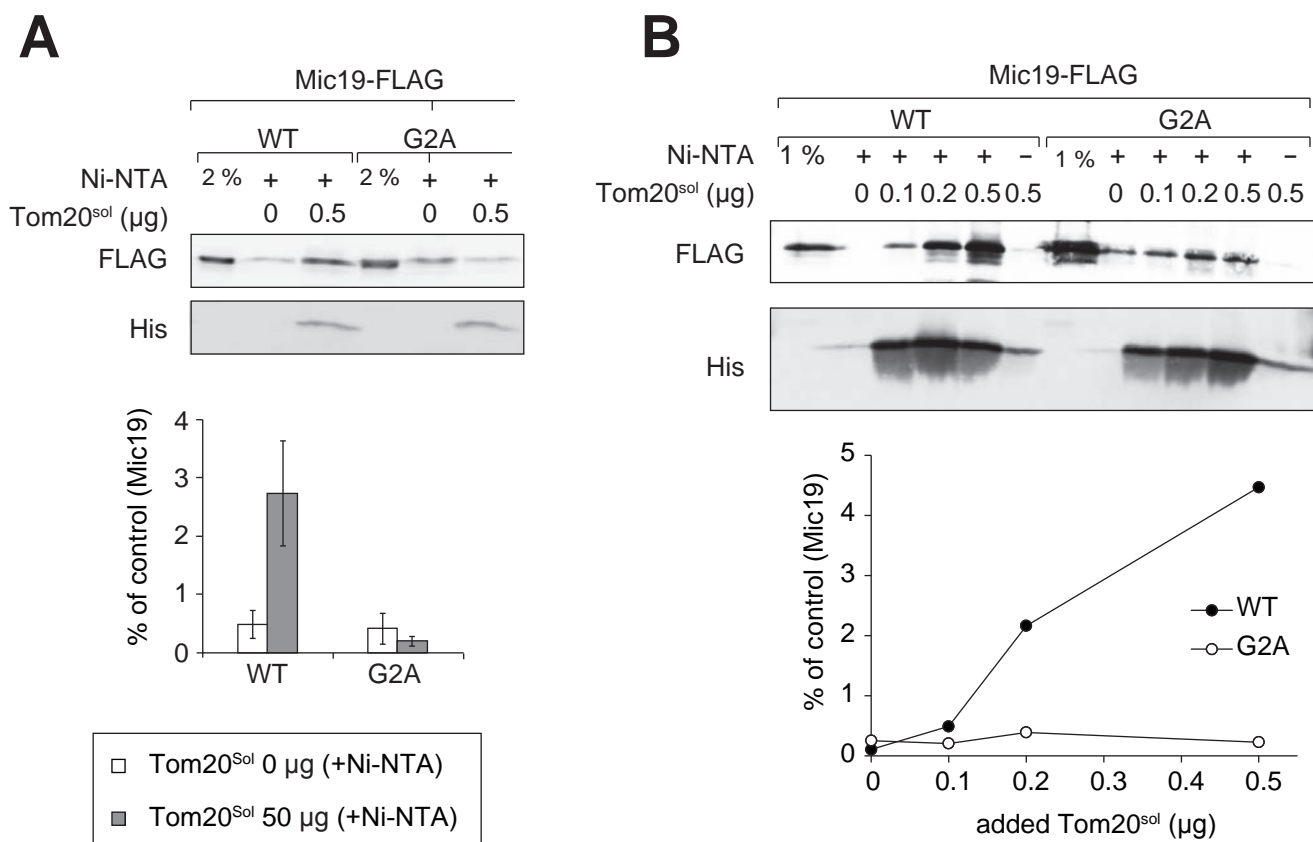 A
Mic19-FLAG
WT G2A
Ni-NTA 2 % + + 2 % + +
Tom20sol (µg) 0 0.5 0 0.5
FLAG
His
% of control (Mic19)
4
3
2
1
0
WT G2A
Tom20Sol 0 µg (+Ni-NTA)
Tom20Sol 50 µg (+Ni-NTA)
B
Mic19-FLAG
WT G2A
Ni-NTA 1 % + + + + – 1 % + + + + –
Tom20sol (µg) 0 0.1 0.2 0.5 0.5 0 0.1 0.2 0.5 0.5
FLAG
His
% of control (Mic19)
5
4
3
2
1
0
WT
G2A
0 0.1 0.2 0.3 0.4 0.5
added Tom20sol (µg)